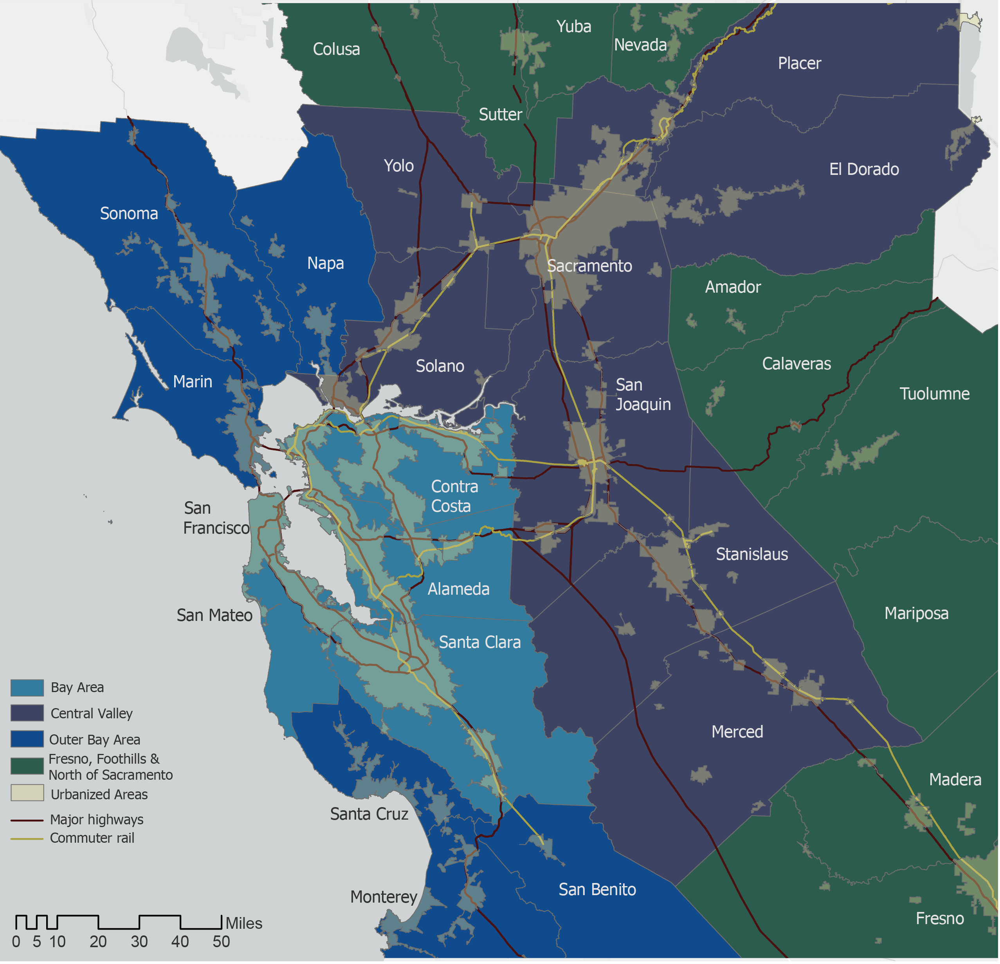 Yuba
Nevada
Colusa
Placer
Sutter
Yolo
El Dorado
Sonoma
Napa
Sacramento
Amador
Calaveras
Solano
Marin
San
Joaquin
Tuolumne
Contra
Costa
San
Francisco
Stanislaus
Alameda
San Mateo
Mariposa
Santa Clara
Merced
Madera
Santa Cruz
San Benito
Monterey
Fresno
Bay Area
Central Valley
Outer Bay Area
Fresno, Foothills &
North of Sacramento
Urbanized Areas
Major highways
Commuter rail
Miles
0 5 10 20 30 40 50